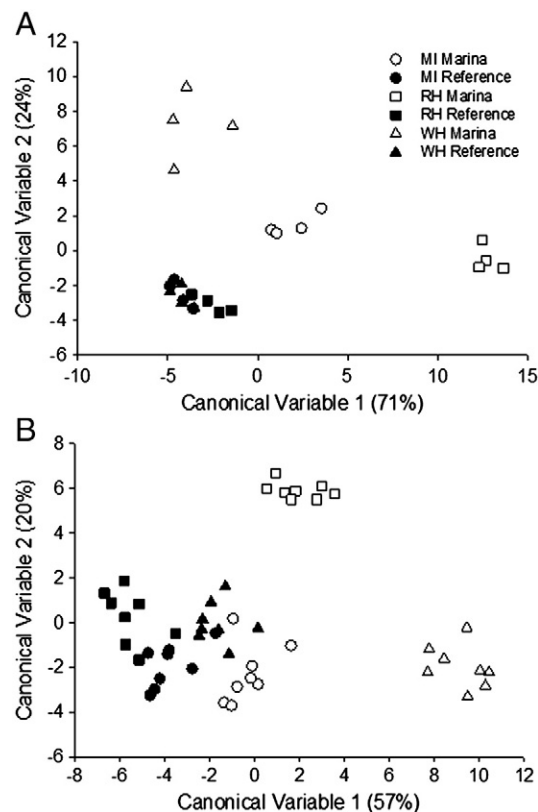 A
12
10
8
6
4
2
0
-2
-4
-6
Canonical Variable 2 (24%)
MI Marina
MI Reference
RH Marina
RH Reference
WH Marina
WH Reference
-10 -5 0 5 10 15
Canonical Variable 1 (71%)
B
8
6
4
2
0
-2
-4
-6
Canonical Variable 2 (20%)
-8 -6 -4 -2 0 2 4 6 8 10 12
Canonical Variable 1 (57%)